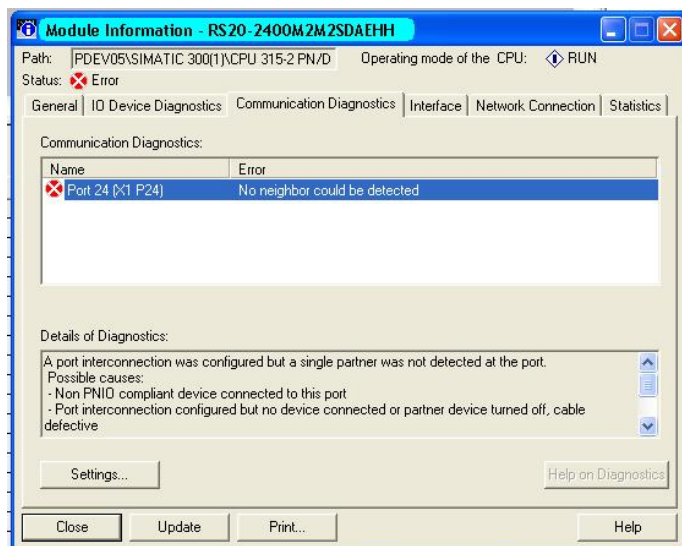 Module Information - RS20-2400M2M2SDAEHH
Path: PDEV05\SIMATIC 300(1)\CPU 315-2 PN/D Operating mode of the CPU: RUN
Status: Error
General IO Device Diagnostics Communication Diagnostics Interface Network Connection Statistics
Communication Diagnostics:
Name Error
Port 24 (X1 P24) No neighbor could be detected
Details of Diagnostics:
A port interconnection was configured but a single partner was not detected at the port.
Possible causes:
- Non PNIO compliant device connected to this port
- Port interconnection configured but no device connected or partner device turned off, cable
defective
Settings... Help on Diagnostics
Close Update Print... Help